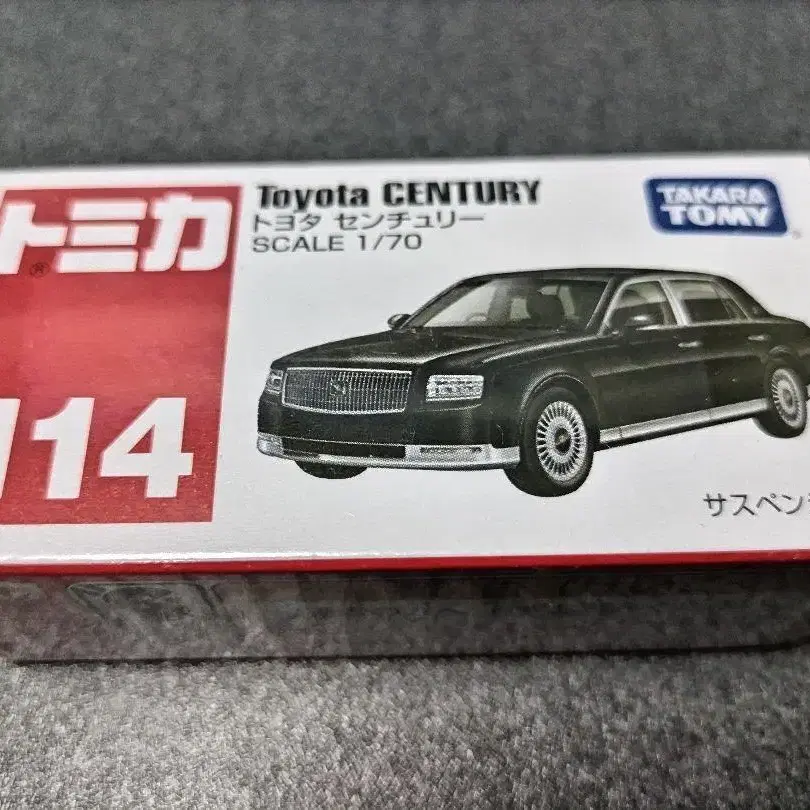 トミカ
®
114
Toyota CENTURY
トヨタ センチュリー
SCALE 1/70
TAKARA
TOMY
サスペン